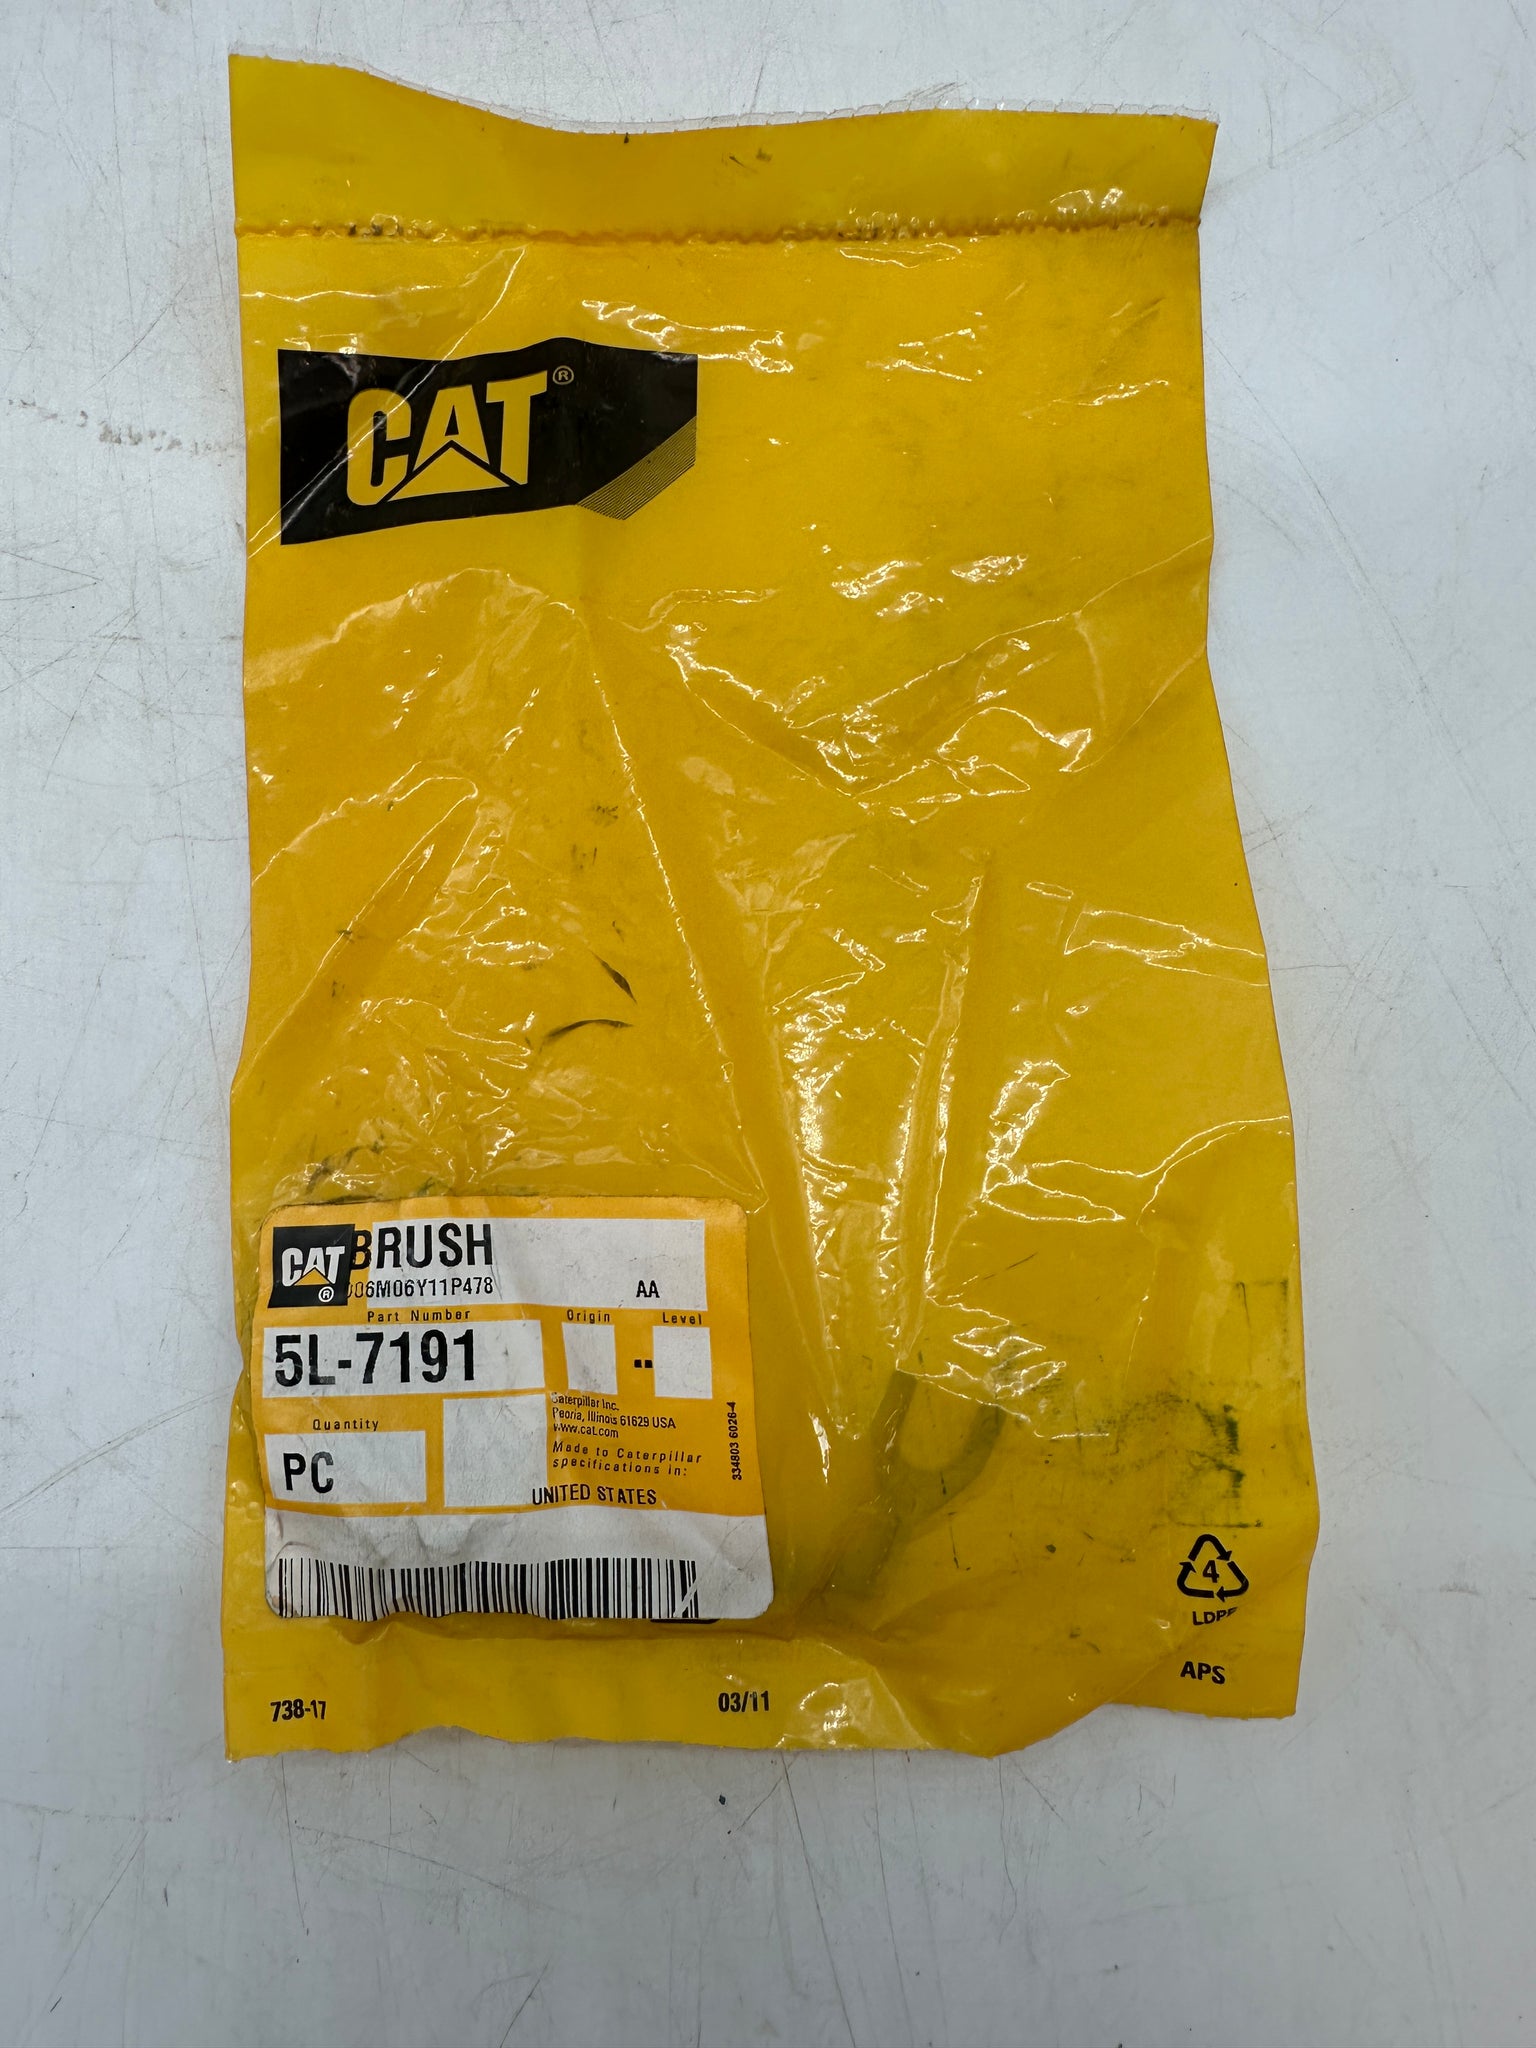 CAT®
CAT®
BRUSH
006M06Y11P478 AA
Part Number Origin Level
5L-7191 --
Quantity
PC
Caterpillar Inc.
Peoria, Illinois 61629 USA
www.cat.com
Made to Caterpillar
specifications in:
UNITED STATES
334803 6026-4
4
LDPE
APS
738-17
03/11